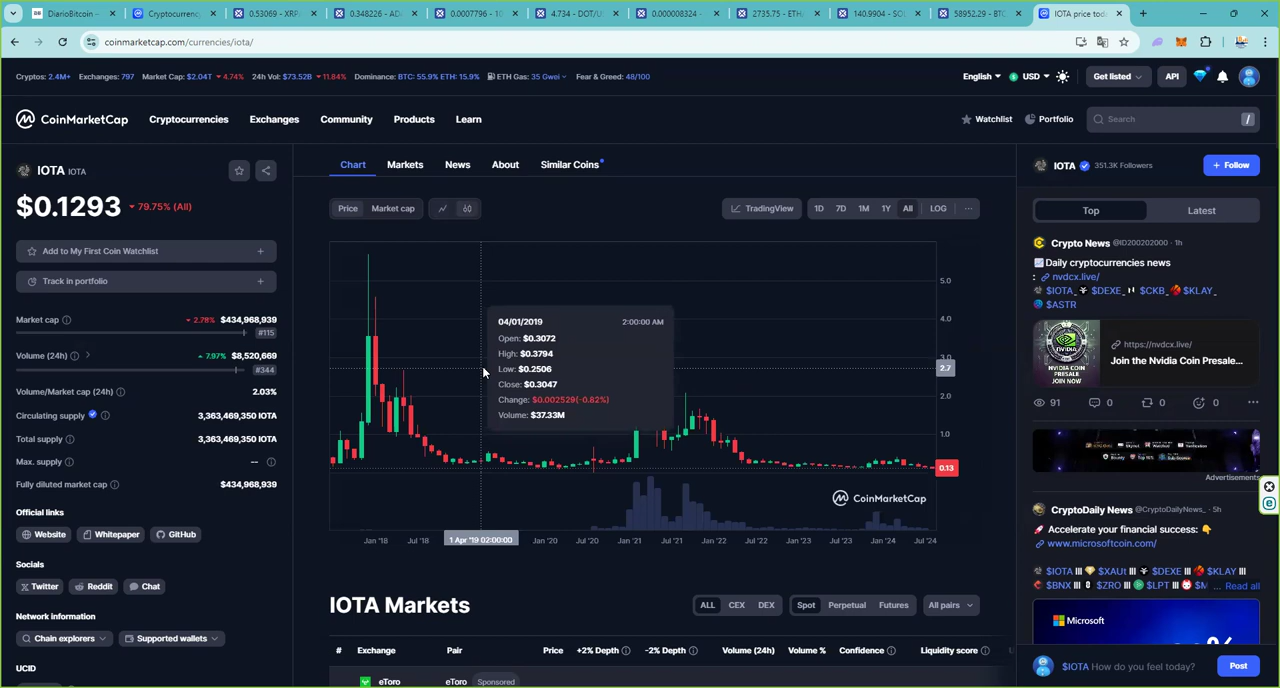 DiarioBitcoin -
Cryptocurrency
0.53069 - XRP
0.348226 - AD
0.0007796 - 10
4.734 - DOT/US
0.000008324 -
2735.75 - ETH
140.9904 - SO
58952.29 - BTC
IOTA price toda
coinmarketcap.com/currencies/iota/
Cryptos: 2.4M+ Exchanges: 797 Market Cap: $2.04T 4.74% 24h Vol: $73.52B 11.84% Dominance: BTC: 55.9% ETH: 15.9% ETH Gas: 35 Gwei Fear & Greed: 48/100
English USD Get listed API
CoinMarketCap Cryptocurrencies Exchanges Community Products Learn
Watchlist Portfolio Search /
IOTA IOTA
$0.1293 79.75% (All)
Add to My First Coin Watchlist +
Track in portfolio +
Market cap 2.78% $434,968,939
#115
Volume (24h) 7.97% $8,520,669
#344
Volume/Market cap (24h) 2.03%
Circulating supply 3,363,469,350 IOTA
Total supply 3,363,469,350 IOTA
Max. supply --
Fully diluted market cap $434,968,939
Official links
Website Whitepaper GitHub
Socials
Twitter Reddit Chat
Network information
Chain explorers Supported wallets
UCID
Chart Markets News About Similar Coins
Price Market cap TradingView 1D 7D 1M 1Y All LOG ...
5.0
4.0
3.0
2.7
2.0
1.0
0.13
04/01/2019 2:00:00 AM
Open: $0.3072
High: $0.3794
Low: $0.2506
Close: $0.3047
Change: $0.002529(-0.82%)
Volume: $37.33M
CoinMarketCap
Jan '18 Jul '18 1 Apr '19 02:00:00 Jan '20 Jul '20 Jan '21 Jul '21 Jan '22 Jul '22 Jan '23 Jul '23 Jan '24 Jul '24
IOTA Markets
ALL CEX DEX Spot Perpetual Futures All pairs
# Exchange Pair Price +2% Depth -2% Depth Volume (24h) Volume % Confidence Liquidity score
eToro eToro Sponsored
IOTA 351.3K Followers + Follow
Top Latest
Crypto News @ID200202000 · 1h
Daily cryptocurrencies news
: nvdcx.live/
$IOTA $DEXE $CKB $KLAY
$ASTR
NVIDIA
COIN
PRESALE
JOIN NOW
https://nvdcx.live/
Join the Nvidia Coin Presale...
91 0 0 0 ...
Advertisements
CryptoDaily News @CryptoDailyNews_ · 5h
Accelerate your financial success:
www.microsoftcoin.com/
$IOTA $XAUt $DEXE $KLAY
$BNX $ZRO $LPT $M ... Read all
Microsoft
$IOTA How do you feel today? Post